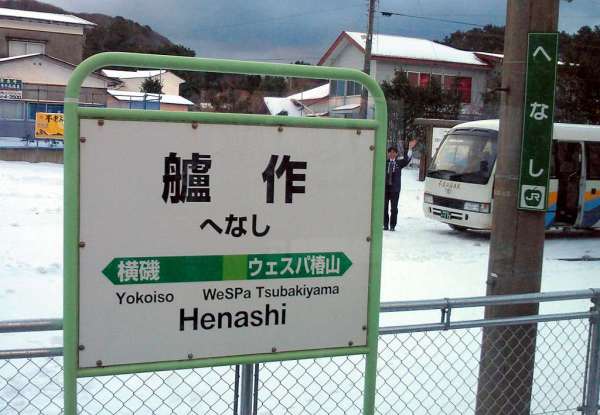 艫作
へなし
横磯 ウェスパ椿山
Yokoiso WeSPa Tsubakiyama
Henashi
へなし
JR